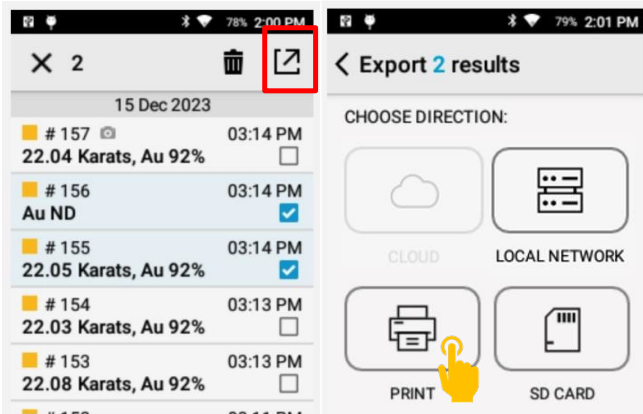 78% 2:00 PM
2
15 Dec 2023
# 157 03:14 PM
22.04 Karats, Au 92%
# 156 03:14 PM
Au ND
# 155 03:14 PM
22.05 Karats, Au 92%
# 154 03:13 PM
22.03 Karats, Au 92%
# 153 03:13 PM
22.08 Karats, Au 92%
79% 2:01 PM
Export 2 results
CHOOSE DIRECTION:
CLOUD
LOCAL NETWORK
PRINT
SD CARD